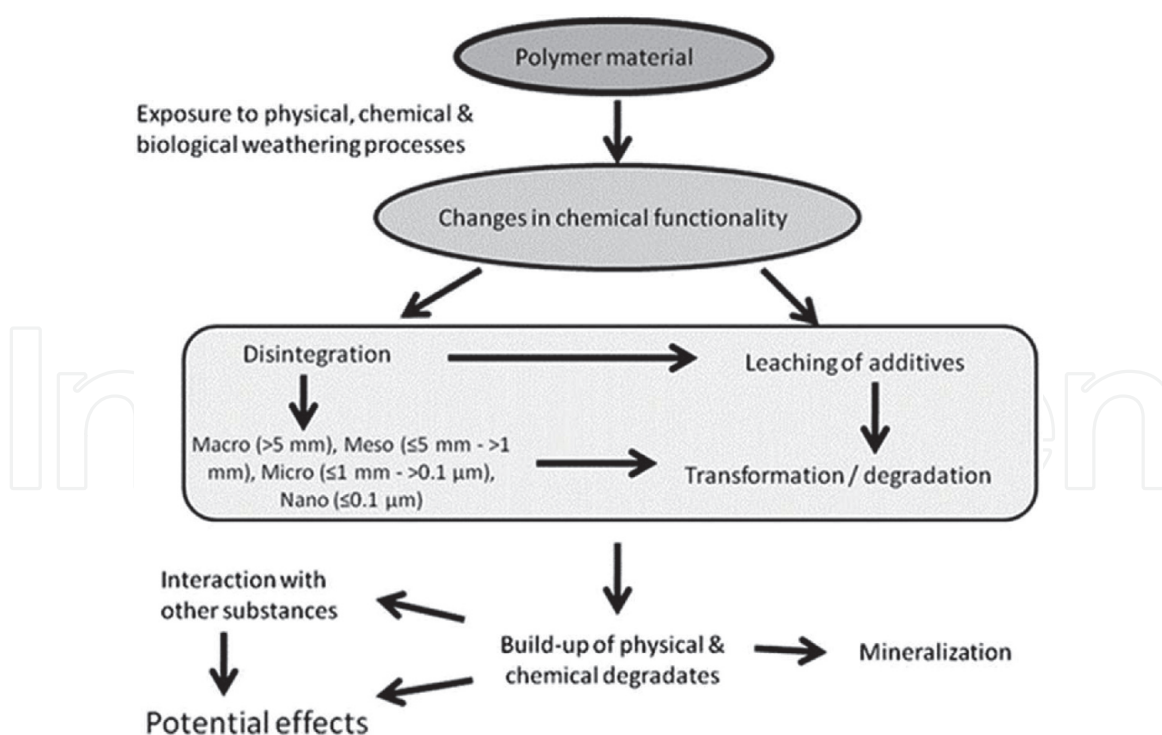 Polymer material
Exposure to physical, chemical &
biological weathering processes
Changes in chemical functionality
Disintegration
Leaching of additives
Macro (>5 mm), Meso (≤5 mm - >1
mm), Micro (≤1 mm - >0.1 µm),
Nano (≤0.1 µm)
Transformation / degradation
Interaction with
other substances
Build-up of physical &
chemical degradates
Mineralization
Potential effects